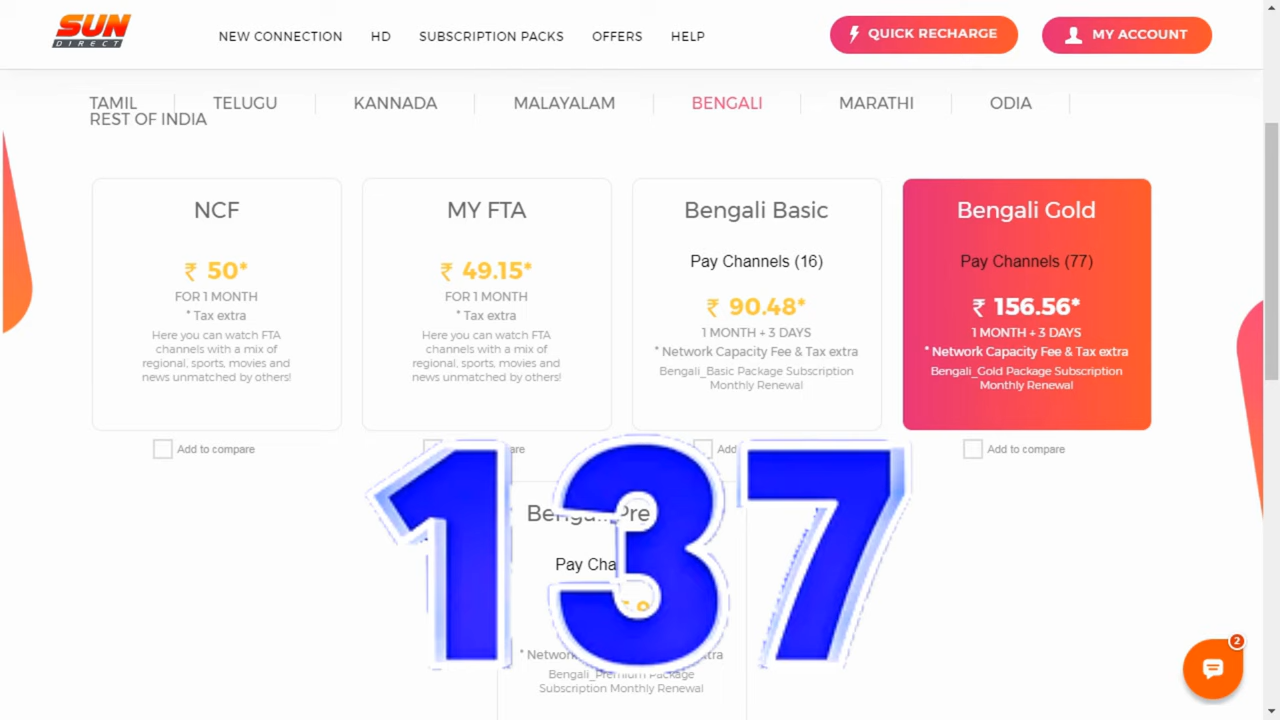 SUN
DIRECT
NEW CONNECTION HD SUBSCRIPTION PACKS OFFERS HELP
QUICK RECHARGE
MY ACCOUNT
TAMIL TELUGU KANNADA MALAYALAM BENGALI MARATHI ODIA
REST OF INDIA
NCF
₹ 50*
FOR 1 MONTH
* Tax extra
Here you can watch FTA
channels with a mix of
regional, sports, movies and
news unmatched by others!
Add to compare
MY FTA
₹ 49.15*
FOR 1 MONTH
* Tax extra
Here you can watch FTA
channels with a mix of
regional, sports, movies and
news unmatched by others!
Bengali Basic
Pay Channels (16)
₹ 90.48*
1 MONTH + 3 DAYS
* Network Capacity Fee & Tax extra
Bengali_Basic Package Subscription
Monthly Renewal
Add
Bengali Gold
Pay Channels (77)
₹ 156.56*
1 MONTH + 3 DAYS
* Network Capacity Fee & Tax extra
Bengali_Gold Package Subscription
Monthly Renewal
Add to compare
137
Pay
Bengali_Premium Package
Subscription Monthly Renewal
2